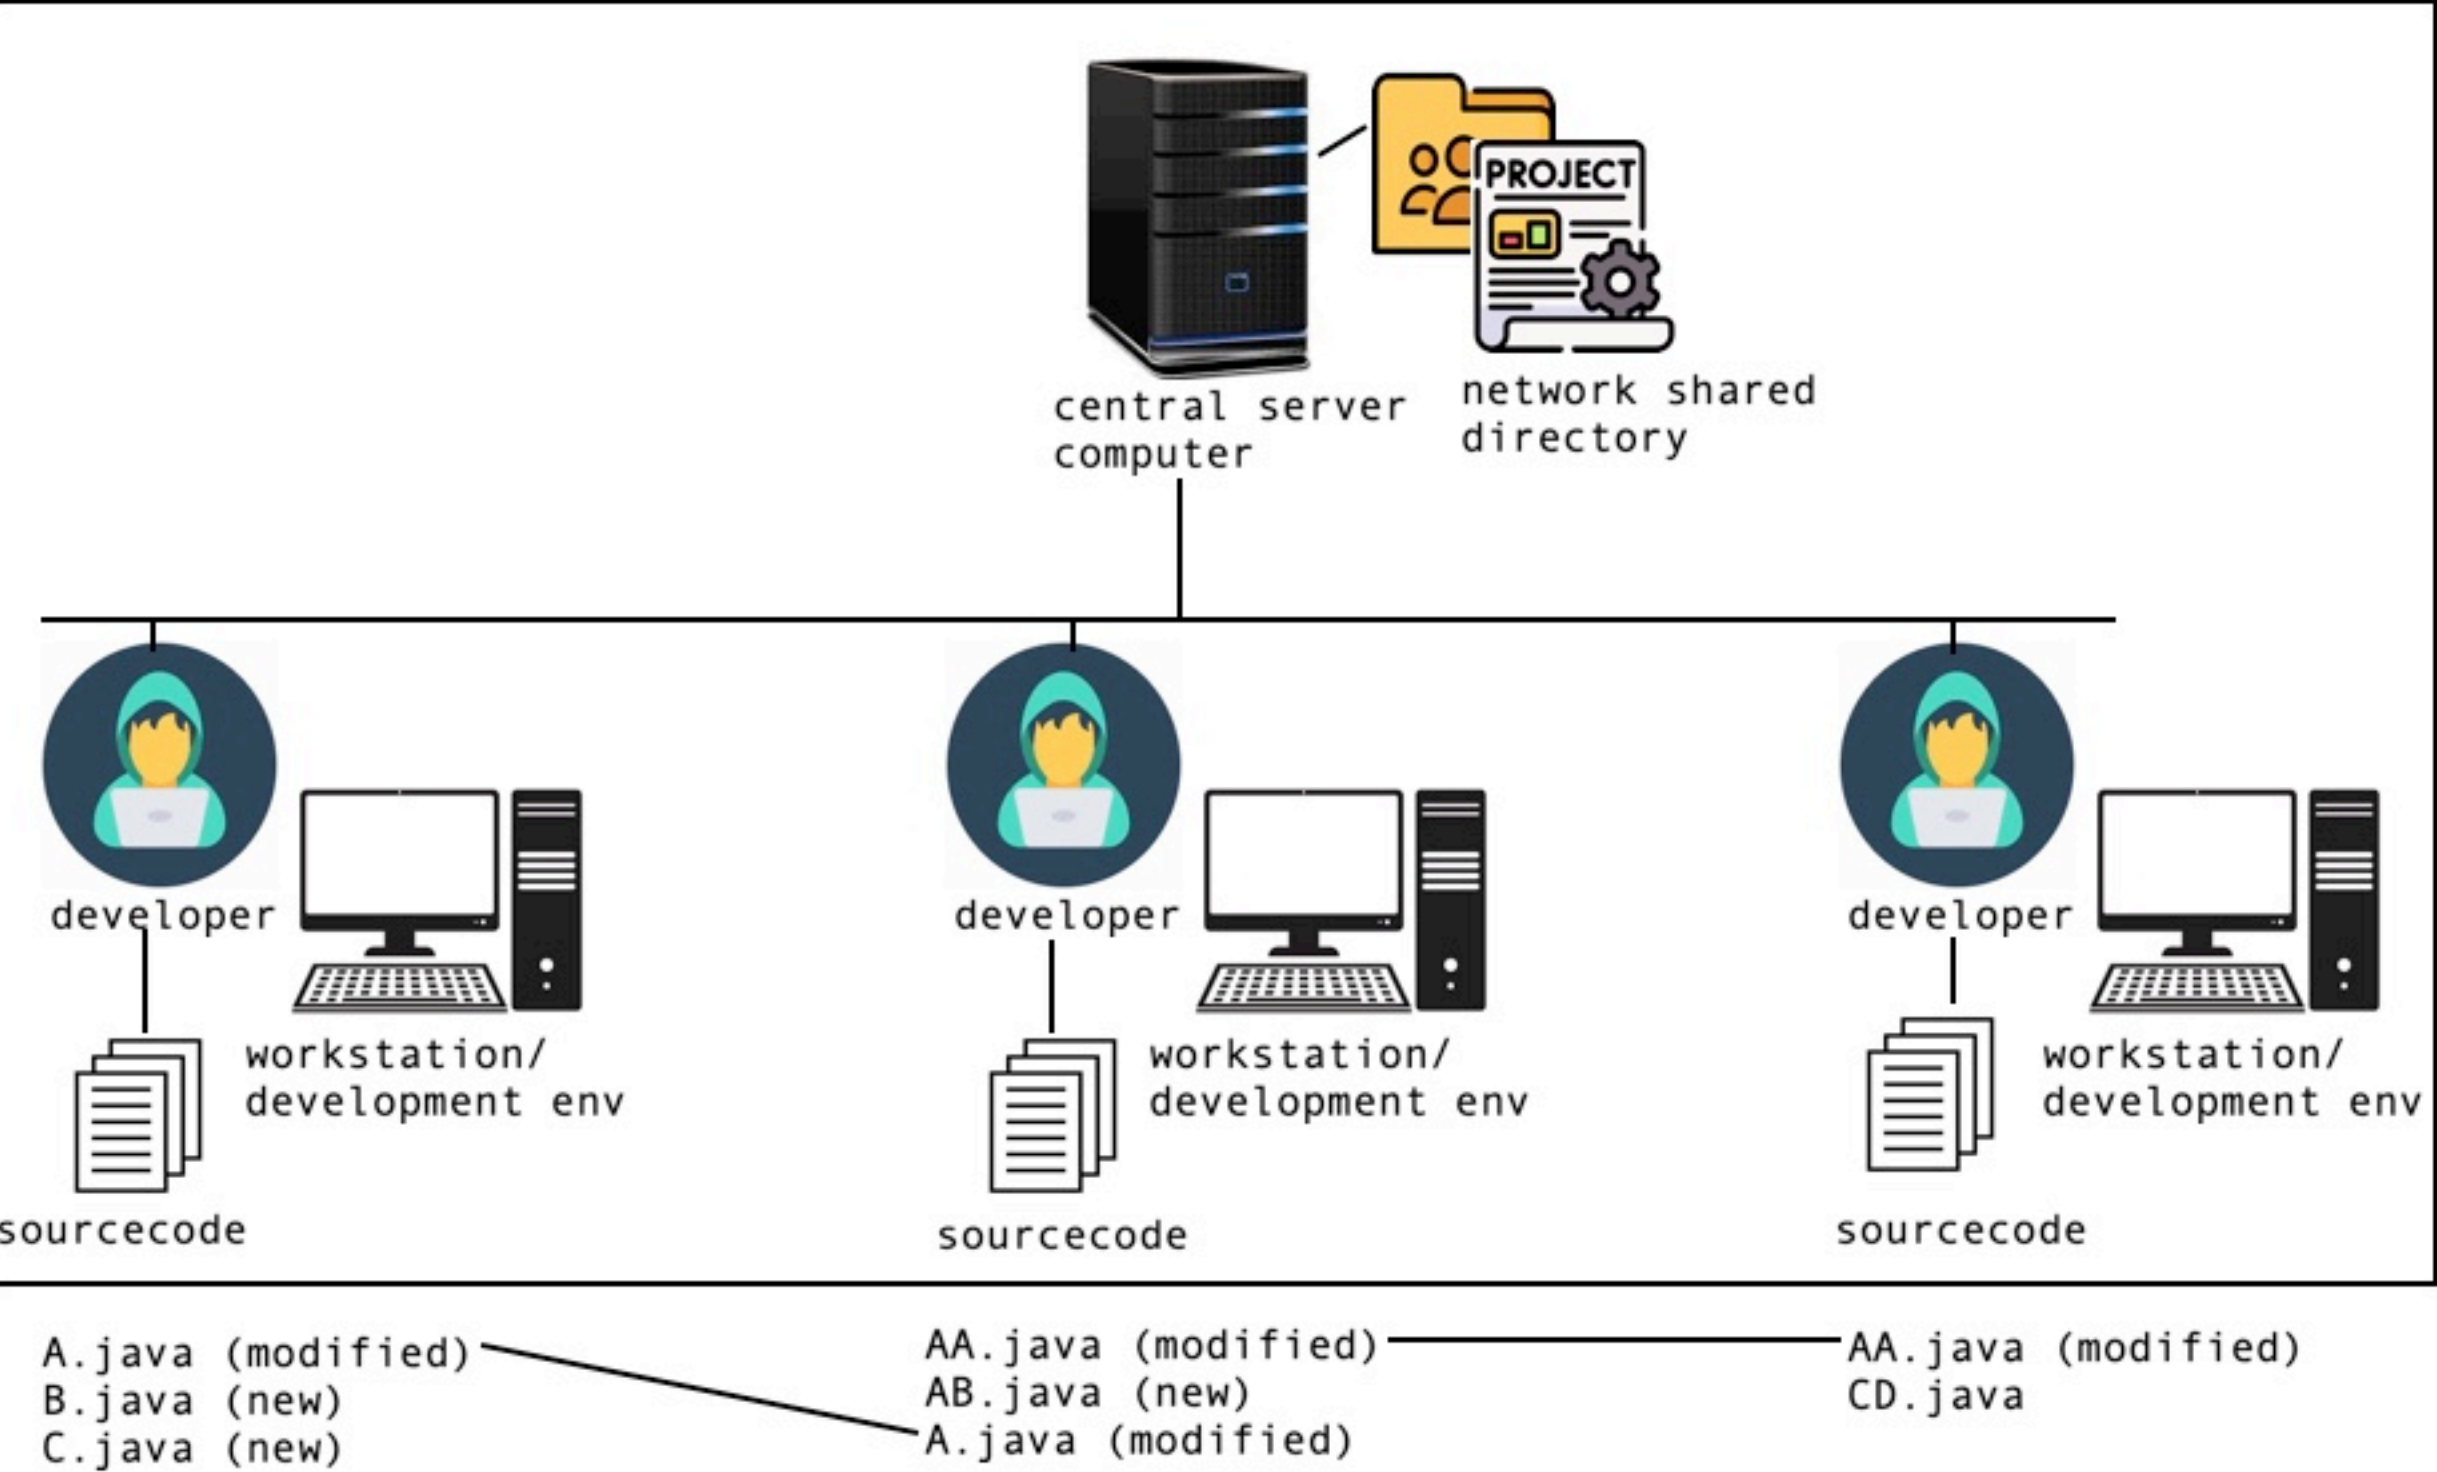 PROJECT
central server
computer
network shared
directory
developer
workstation/
development env
sourcecode
developer
workstation/
development env
sourcecode
developer
workstation/
development env
sourcecode
A.java (modified)
B.java (new)
C.java (new)
AA.java (modified)
AB.java (new)
A.java (modified)
AA.java (modified)
CD.java